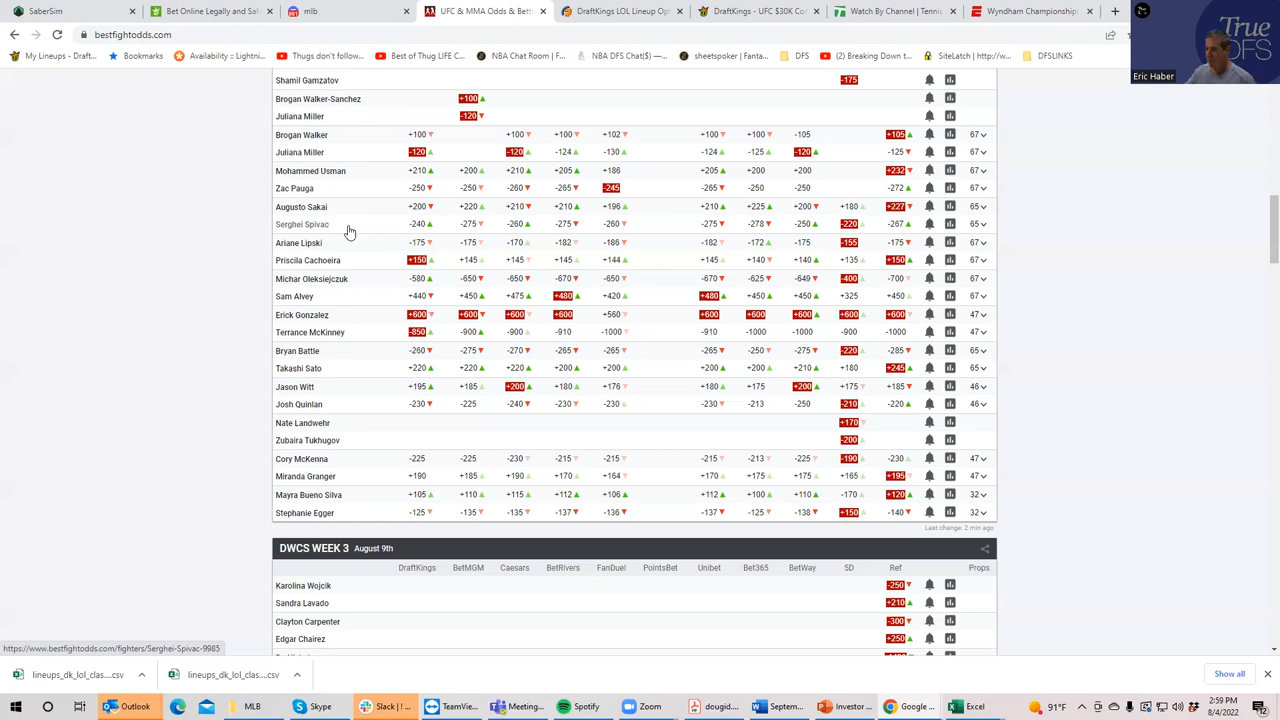 SaberSim
Bet Online Legal and Saf
mlb
UFC & MMA Odds & Bett
DraftKings LOL Lineup Op
DraftKings - UFC $30K Co
Watch By Channel | Tennis
Wyndham Championship
bestfightodds.com
My Lineups - Draft...
Bookmarks
Availability :: Lightni...
Thugs don't follow...
Best of Thug LIFE C...
NBA Chat Room | F...
NBA DFS Chat($) —...
sheetspoker | Fanta...
DFS
(2) Breaking Down t...
SiteLatch | http://w...
DFSLINKS
True
DFS
Eric Haber
Shamil Gamzatov -175
Brogan Walker-Sanchez +100
Juliana Miller -120
Brogan Walker +100 +100 +100 +102 +100 +100 -105 +105 67
Juliana Miller -120 -120 -124 -130 -124 -125 -120 -125 67
Mohammed Usman +210 +200 +210 +205 +186 +205 +200 +200 +232 67
Zac Pauga -250 -250 -260 -265 -245 -265 -250 -250 -272 67
Augusto Sakai +200 +220 +210 +210 +196 +210 +225 +200 +180 +227 65
Serghei Spivac -240 -275 -260 -275 -260 -275 -278 -250 -220 -267 65
Ariane Lipski -175 -175 -170 -182 -186 -182 -172 -175 -155 -175 67
Priscila Cachoeira +150 +145 +145 +145 +144 +145 +140 +140 +135 +150 67
Michar Oleksiejczuk -580 -650 -650 -670 -650 -670 -625 -649 -400 -700 67
Sam Alvey +440 +450 +475 +480 +420 +480 +450 +450 +325 +450 67
Erick Gonzalez +600 +600 +600 +600 +560 +600 +600 +600 +600 +600 47
Terrance McKinney -850 -900 -900 -910 -1000 -910 -1000 -1000 -900 -1000 47
Bryan Battle -260 -275 -270 -265 -265 -265 -250 -275 -220 -285 65
Takashi Sato +220 +220 +220 +200 +200 +200 +200 +210 +180 +245 65
Jason Witt +195 +185 +200 +180 +176 +180 +175 +200 +175 +185 46
Josh Quinlan -230 -225 -240 -230 -230 -230 -213 -250 -210 -220 46
Nate Landwehr +170
Zubaira Tukhugov -200
Cory McKenna -225 -225 -230 -215 -215 -215 -213 -225 -190 -230 47
Miranda Granger +190 +185 +190 +170 +164 +175 +175 +175 +165 +195 47
Mayra Bueno Silva +105 +110 +115 +112 +106 +112 +100 +110 -170 +120 32
Stephanie Egger -125 -135 -135 -137 -136 -137 -125 -138 +150 -140 32
Last change: 2 min ago
DWCS WEEK 3 August 9th
DraftKings BetMGM Caesars BetRivers FanDuel PointsBet Unibet Bet365 BetWay 5D Ref Props
Karolina Wojcik -250
Sandra Lavado +210
Clayton Carpenter -300
Edgar Chairez +250
https://www.bestfightodds.com/fighters/Serghei-Spivac-9985
lineups_dk_lol_clas....csv
lineups_dk_lol_clas....csv
Show all
Outlook
MLB
Skype
Slack | ! ...
TeamVie...
Meeting...
Spotify
Zoom
dougid...
Septem...
Investor ...
Google ...
Excel
91°F
2:59 PM
8/4/2022
12